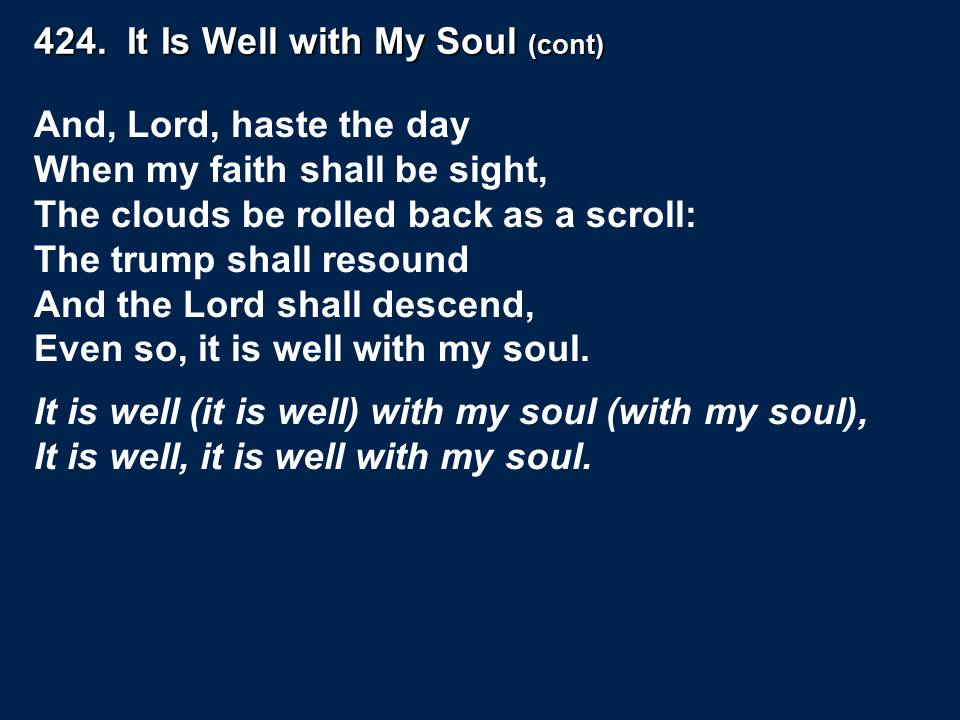 424.  It Is Well with My Soul (cont)
And, Lord, haste the day
When my faith shall be sight,
The clouds be rolled back as a scroll:
The trump shall resound
And the Lord shall descend,
Even so, it is well with my soul.
It is well (it is well) with my soul (with my soul),
It is well, it is well with my soul.